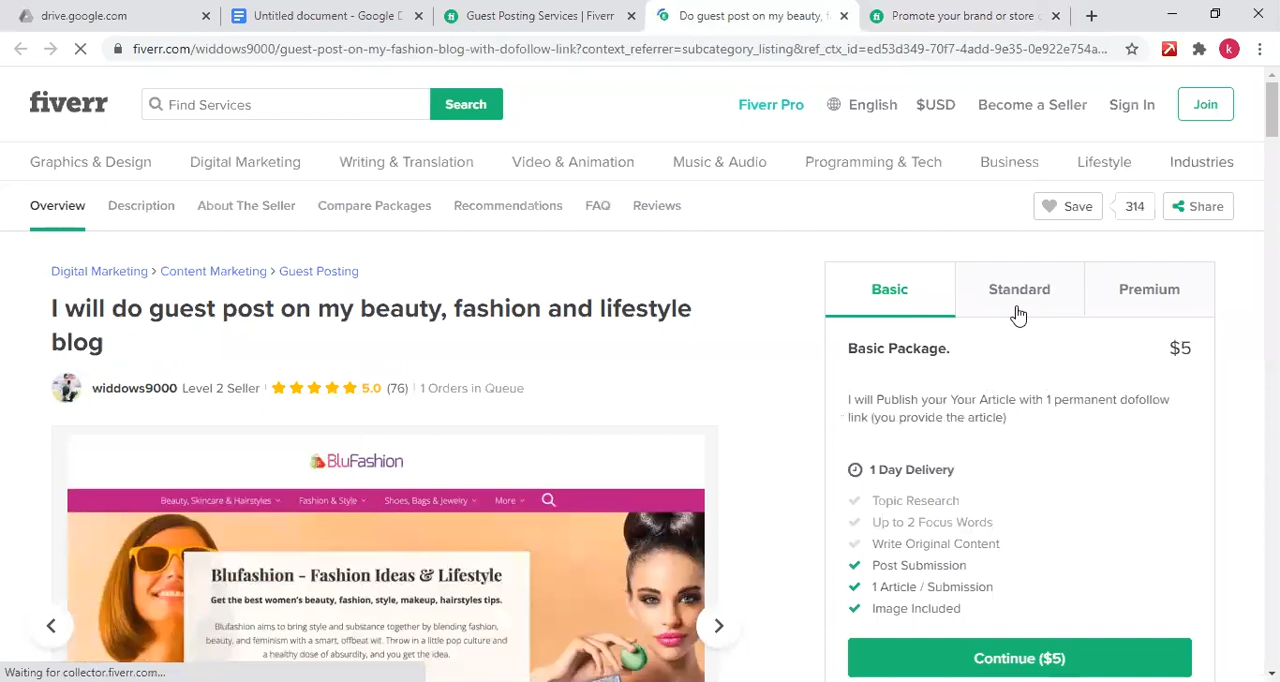 drive.google.com
Untitled document - Google D
Guest Posting Services | Fiverr
Do guest post on my beauty, f
Promote your brand or store o
fiverr.com/widdows9000/guest-post-on-my-fashion-blog-with-dofollow-link?context_referrer=subcategory_listing&ref_ctx_id=ed53d349-70f7-4add-9e35-0e922e754a...
k
fiverr
Find Services
Search
Fiverr Pro
English
$USD
Become a Seller
Sign In
Join
Graphics & Design
Digital Marketing
Writing & Translation
Video & Animation
Music & Audio
Programming & Tech
Business
Lifestyle
Industries
Overview
Description
About The Seller
Compare Packages
Recommendations
FAQ
Reviews
Save
314
Share
Digital Marketing > Content Marketing > Guest Posting
I will do guest post on my beauty, fashion and lifestyle
blog
widdows9000 Level 2 Seller 5.0 (76) 1 Orders in Queue
BluFashion
Beauty, Skincare & Hairstyles
Fashion & Style
Shoes, Bags & Jewelry
More
Blufashion - Fashion Ideas & Lifestyle
Get the best women's beauty, fashion, style, makeup, hairstyles tips.
Blufashion aims to bring style and substance together by blending fashion,
beauty, and feminism with a smart, offbeat wit. Throw in a little pop culture and
a healthy dose of absurdity, and you get the idea.
Basic
Standard
Premium
Basic Package.
$5
I will Publish your Your Article with 1 permanent dofollow
link (you provide the article)
1 Day Delivery
Topic Research
Up to 2 Focus Words
Write Original Content
Post Submission
1 Article / Submission
Image Included
Continue ($5)
Waiting for collector.fiverr.com...